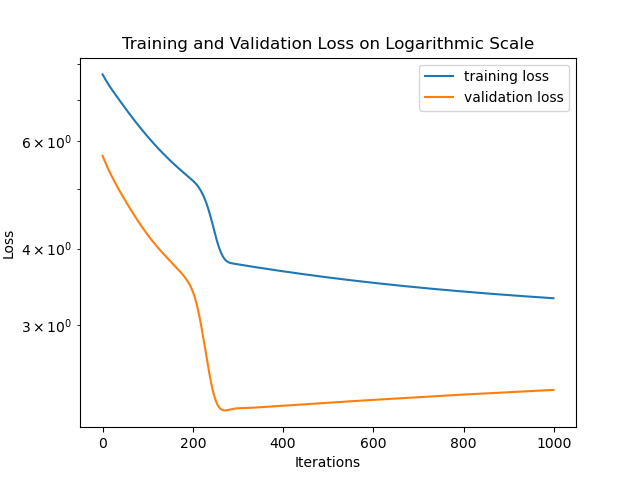 Training and Validation Loss on Logarithmic Scale
training loss
validation loss
6 × 10⁰
4 × 10⁰
3 × 10⁰
Loss
0 200 400 600 800 1000
Iterations